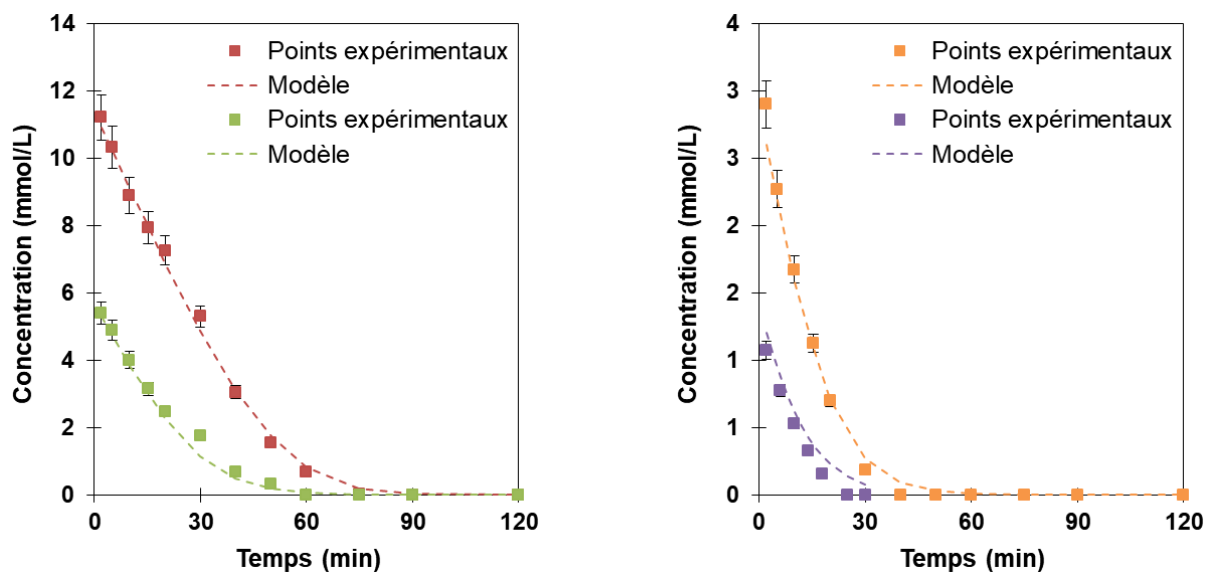 14
12
10
8
6
4
2
0
Concentration (mmol/L)
Points expérimentaux
Modèle
Points expérimentaux
Modèle
0 30 60 90 120
Temps (min)
4
3
3
2
2
1
1
0
Concentration (mmol/L)
Points expérimentaux
Modèle
Points expérimentaux
Modèle
0 30 60 90 120
Temps (min)